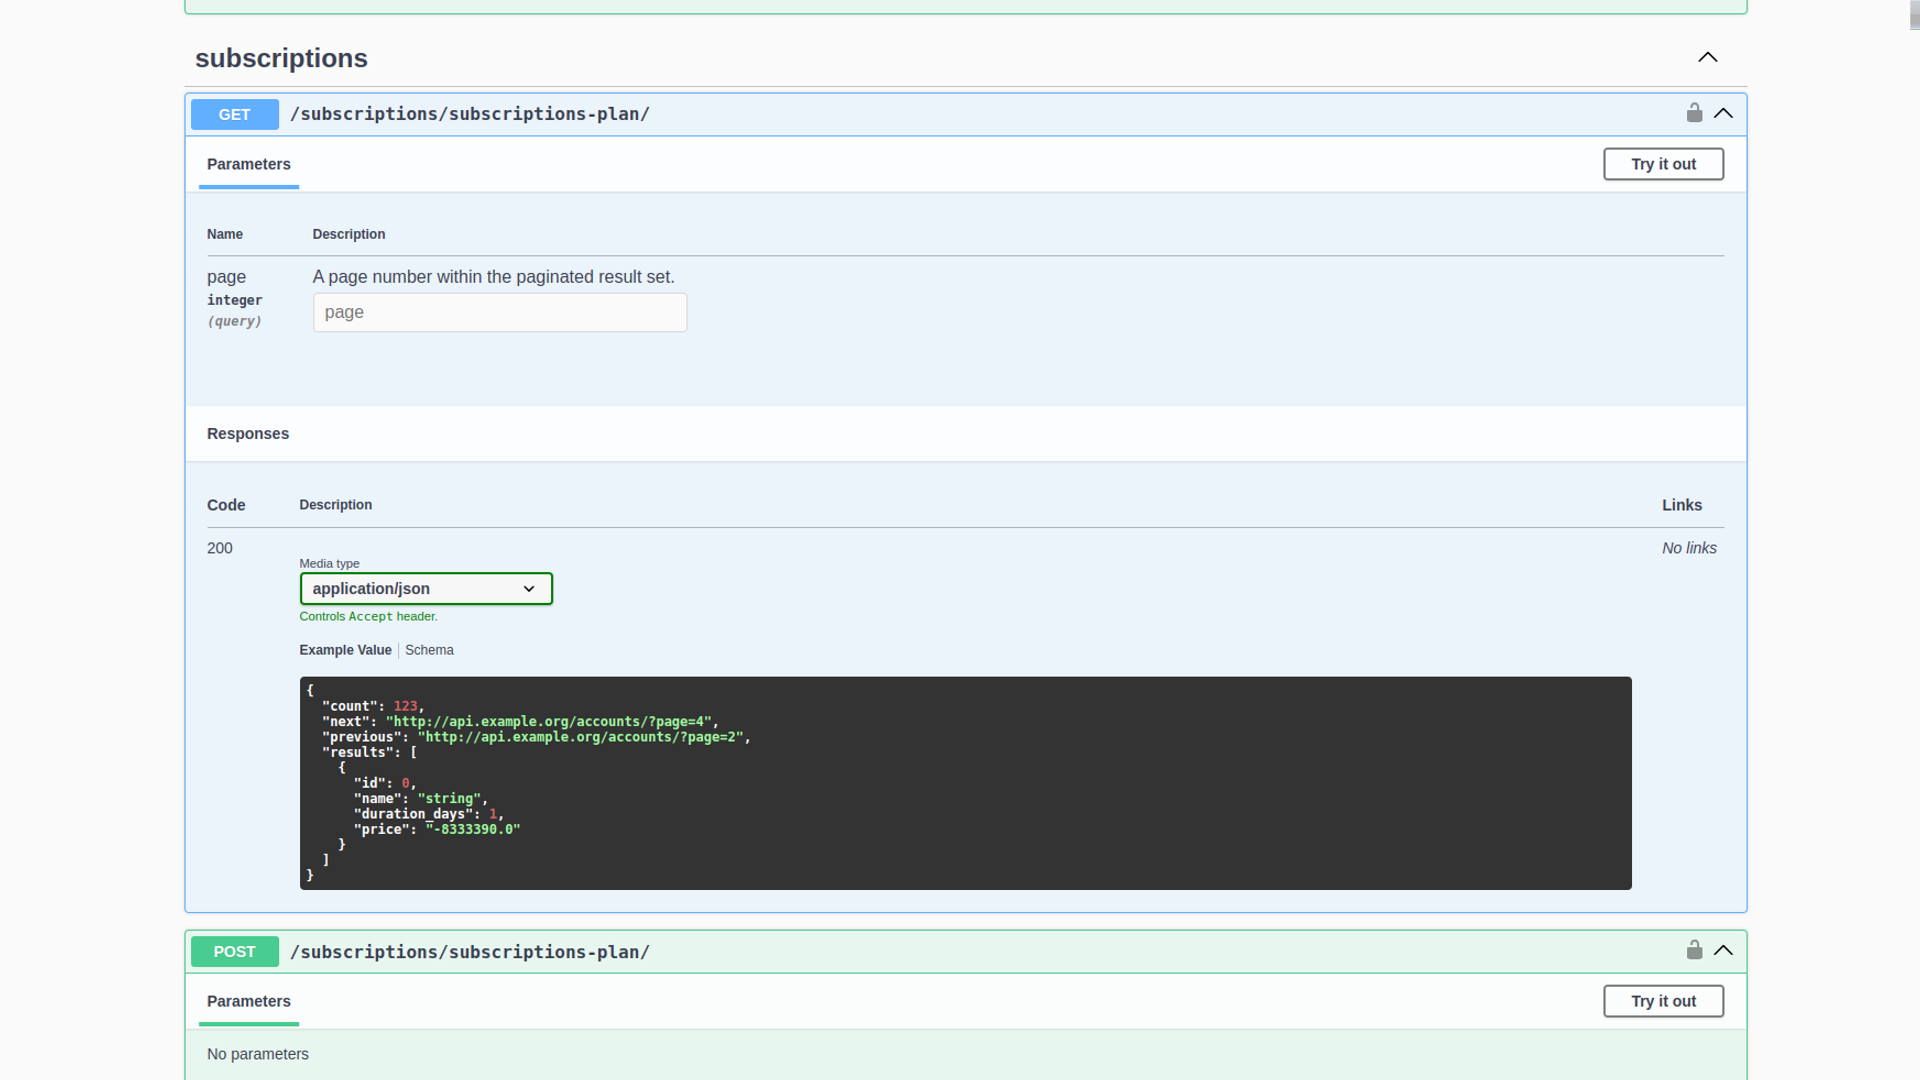 subscriptions
GET /subscriptions/subscriptions-plan/
Parameters
Try it out
Name Description
page A page number within the paginated result set.
integer
(query)
page
Responses
Code Description Links
200 No links
Media type
application/json
Controls Accept header.
Example Value Schema
{
  "count": 123,
  "next": "http://api.example.org/accounts/?page=4",
  "previous": "http://api.example.org/accounts/?page=2",
  "results": [
    {
      "id": 0,
      "name": "string",
      "duration_days": 1,
      "price": "-8333390.0"
    }
  ]
}
POST /subscriptions/subscriptions-plan/
Parameters
Try it out
No parameters